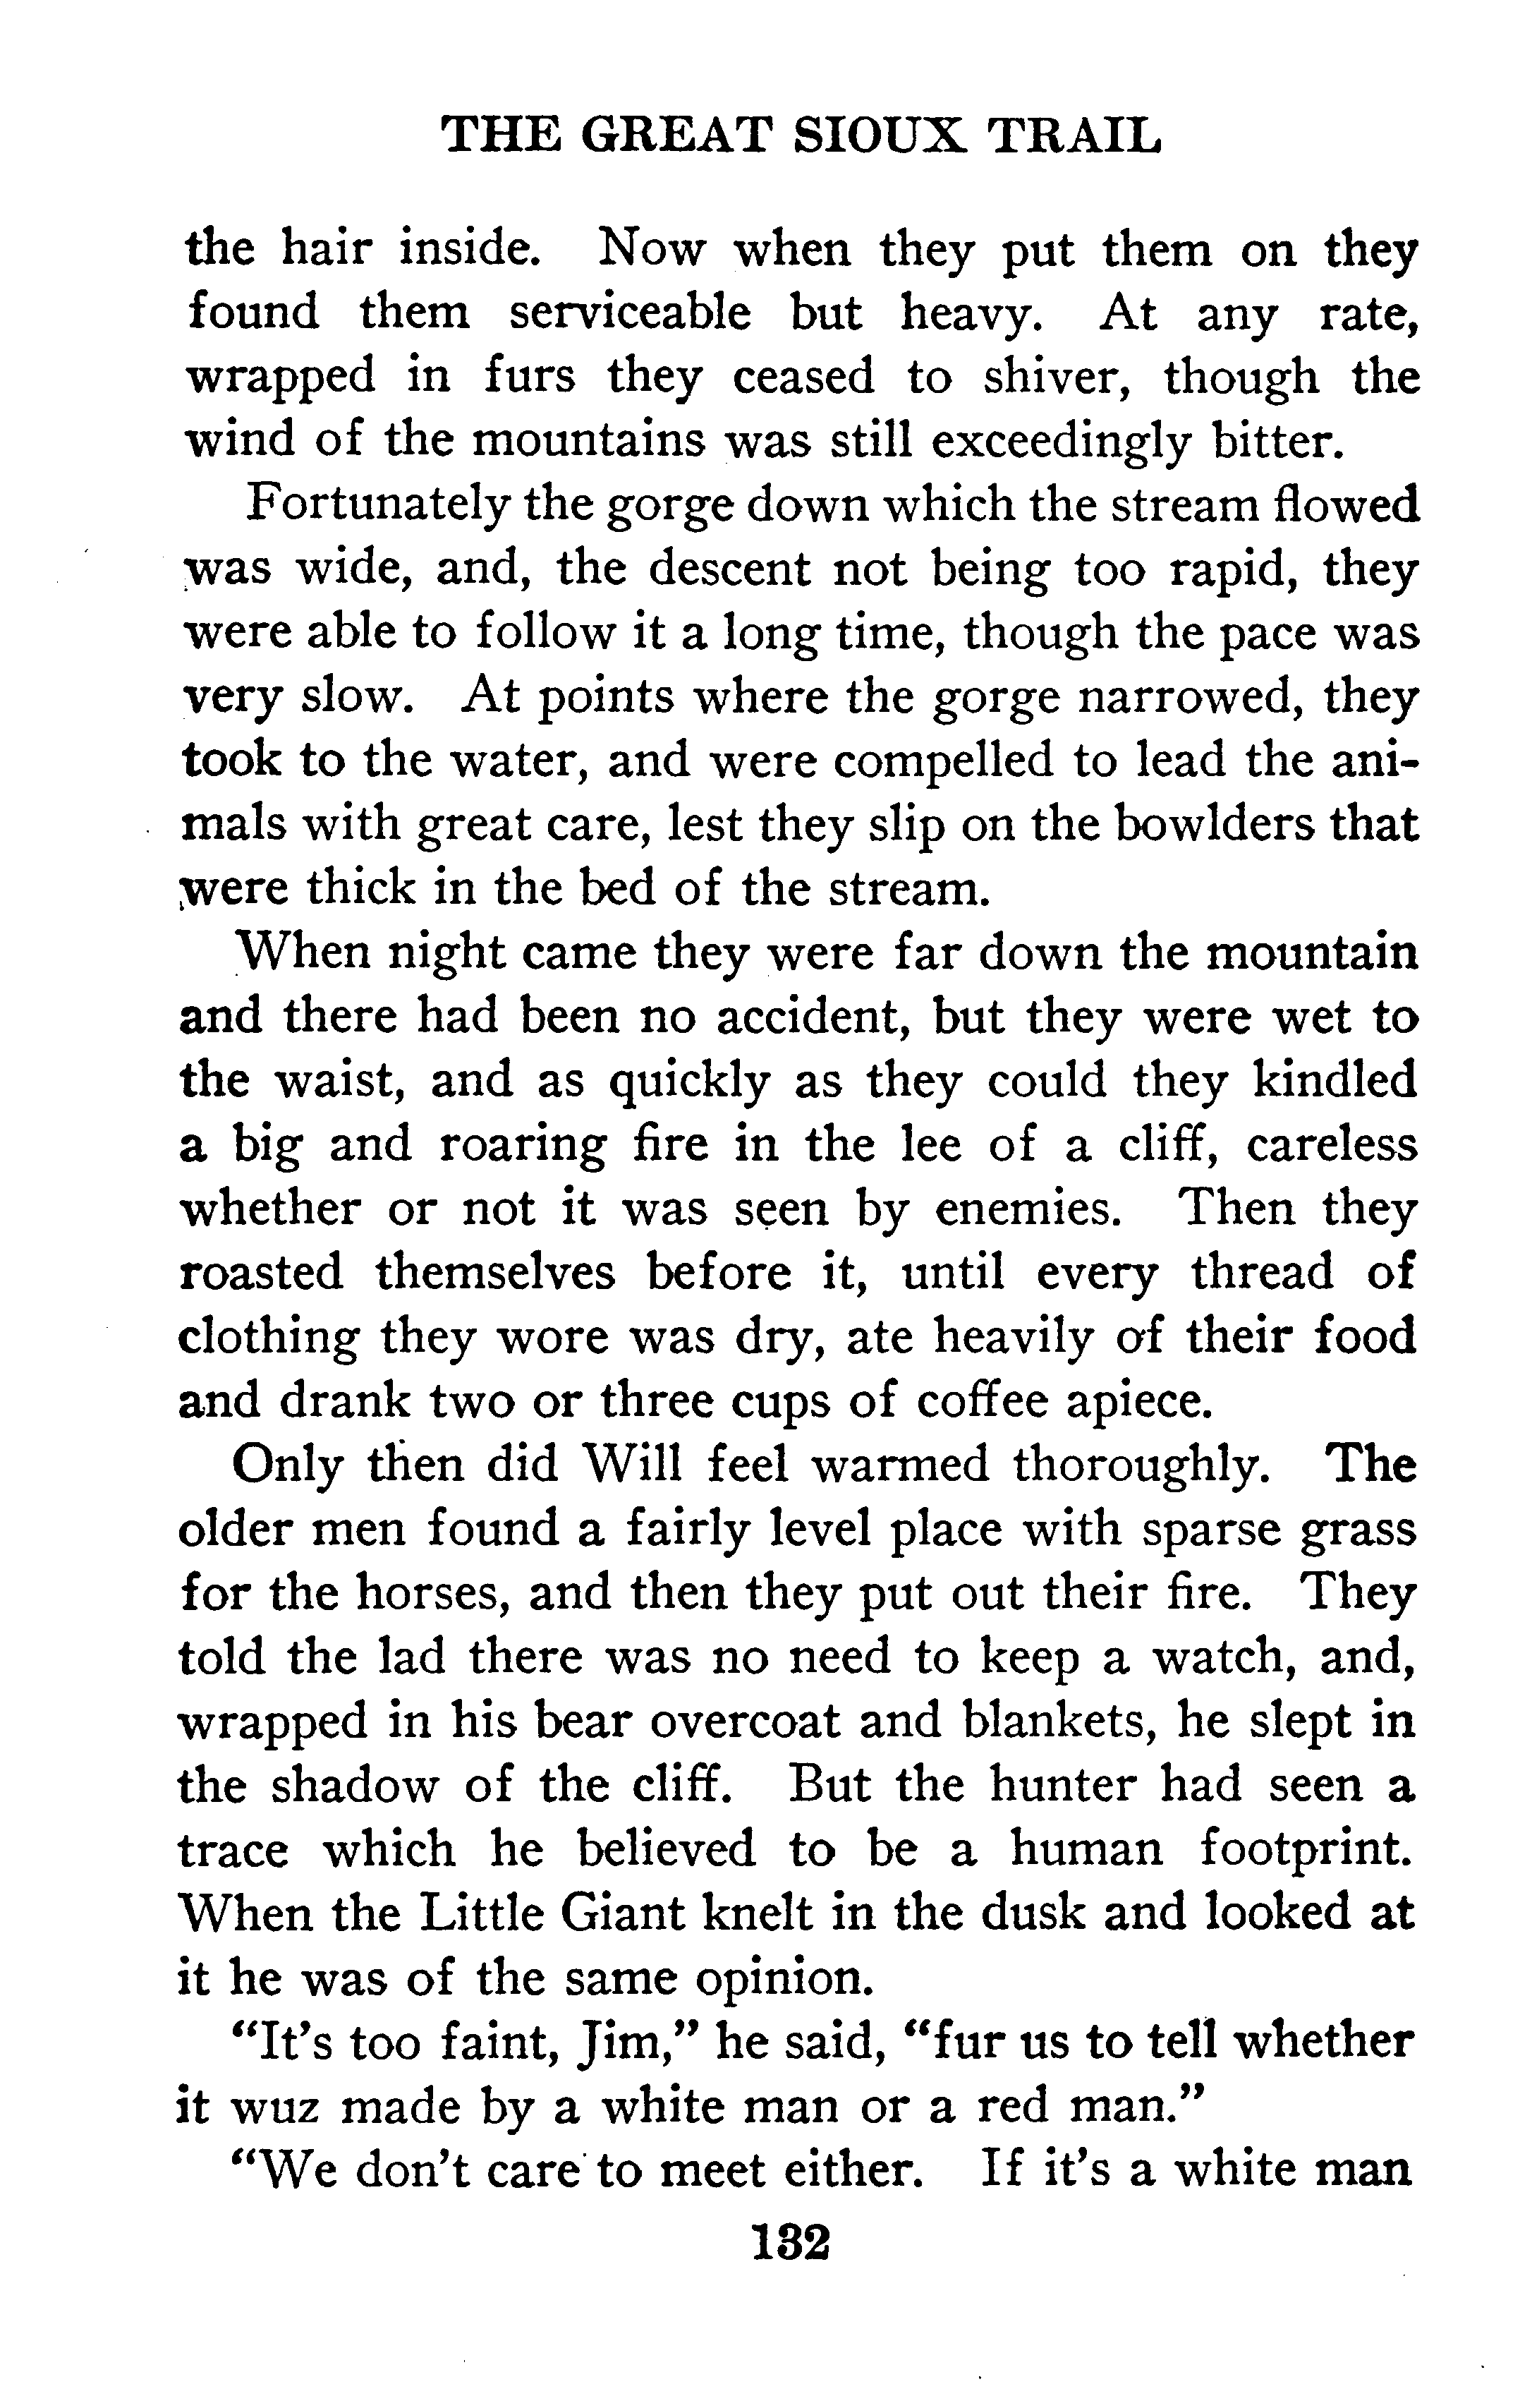 THE GREAT SIOUX TRAIL
the hair inside. Now when they put them on they
found them serviceable but heavy. At any rate,
wrapped in furs they ceased to shiver, though the
wind of the mountains was still exceedingly bitter.
Fortunately the gorge down which the stream flowed
was wide, and, the descent not being too rapid, they
were able to follow it a long time, though the pace was
very slow. At points where the gorge narrowed, they
took to the water, and were compelled to lead the ani-
mals with great care, lest they slip on the bowlders that
were thick in the bed of the stream.
When night came they were far down the mountain
and there had been no accident, but they were wet to
the waist, and as quickly as they could they kindled
a big and roaring fire in the lee of a cliff, careless
whether or not it was seen by enemies. Then they
roasted themselves before it, until every thread of
clothing they wore was dry, ate heavily of their food
and drank two or three cups of coffee apiece.
Only then did Will feel warmed thoroughly. The
older men found a fairly level place with sparse grass
for the horses, and then they put out their fire. They
told the lad there was no need to keep a watch, and,
wrapped in his bear overcoat and blankets, he slept in
the shadow of the cliff. But the hunter had seen a
trace which he believed to be a human footprint.
When the Little Giant knelt in the dusk and looked at
it he was of the same opinion.
“It’s too faint, Jim,” he said, “fur us to tell whether
it wuz made by a white man or a red man.”
“We don’t care to meet either. If it’s a white man
132